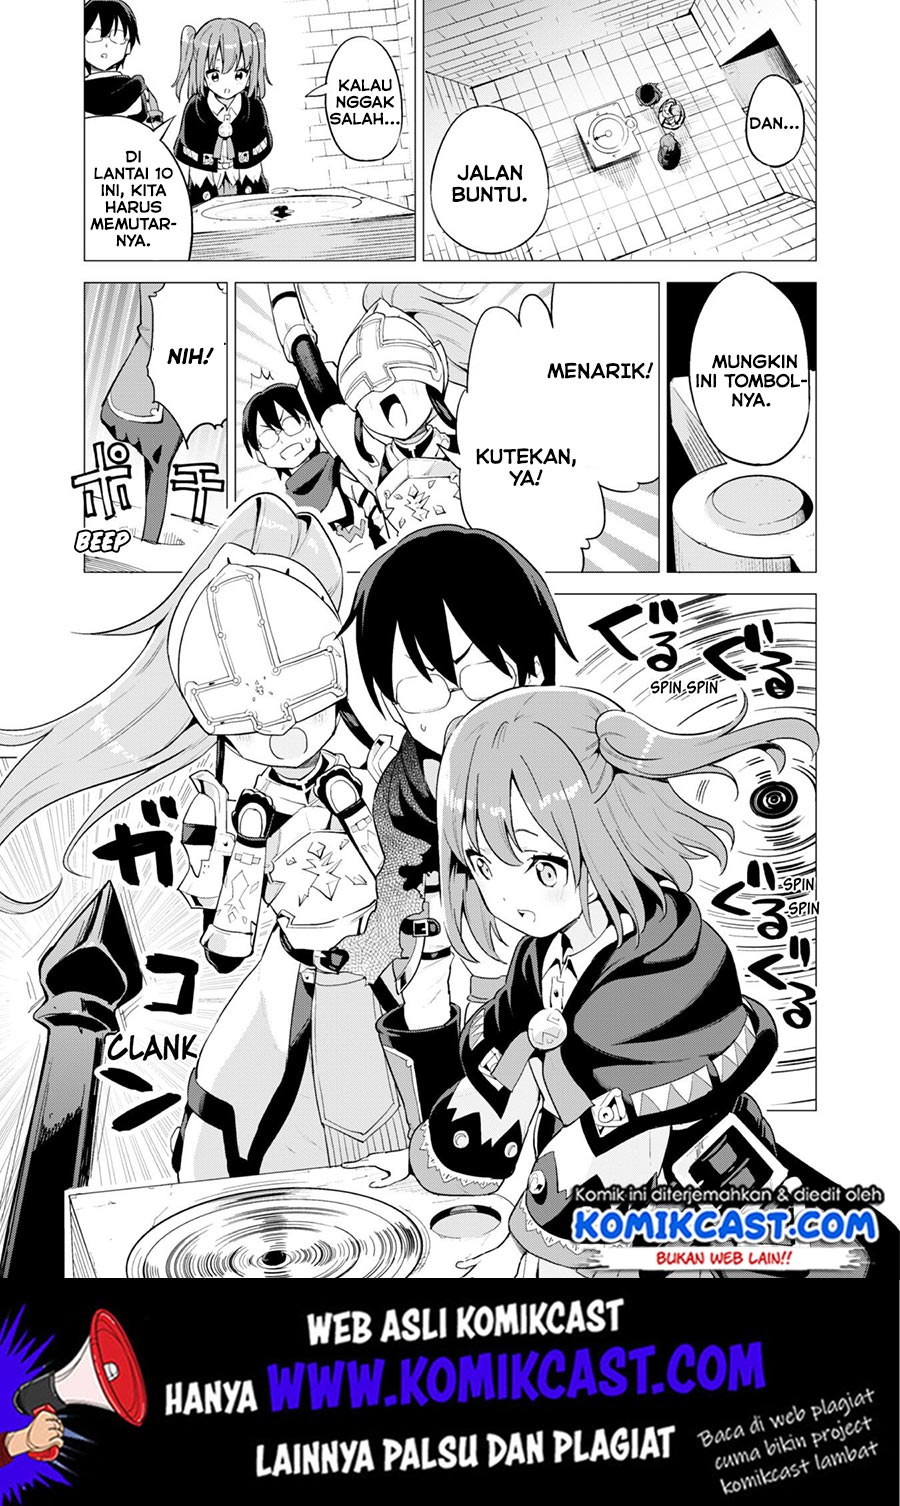 DAN...
JALAN
BUNTU.
KALAU
NGGAK
SALAH...
DI
LANTAI 10
INI, KITA
HARUS
MEMUTAR-
NYA.
MUNGKIN
INI TOMBOL-
NYA.
MENARIK!
KUTEKAN,
YA!
NIH!
ポチ
BEEP
ぐる
ぐる
SPIN SPIN
ぐる
ぐる
SPIN
SPIN
ガコン
CLANK
Komik ini diterjemahkan & diedit oleh
KOMIKCAST.COM
BUKAN WEB LAIN!!
WEB ASLI KOMIKCAST
HANYA WWW.KOMIKCAST.COM
LAINNYA PALSU DAN PLAGIAT
Baca di web plagiat
cuma bikin project
komikcast lambat